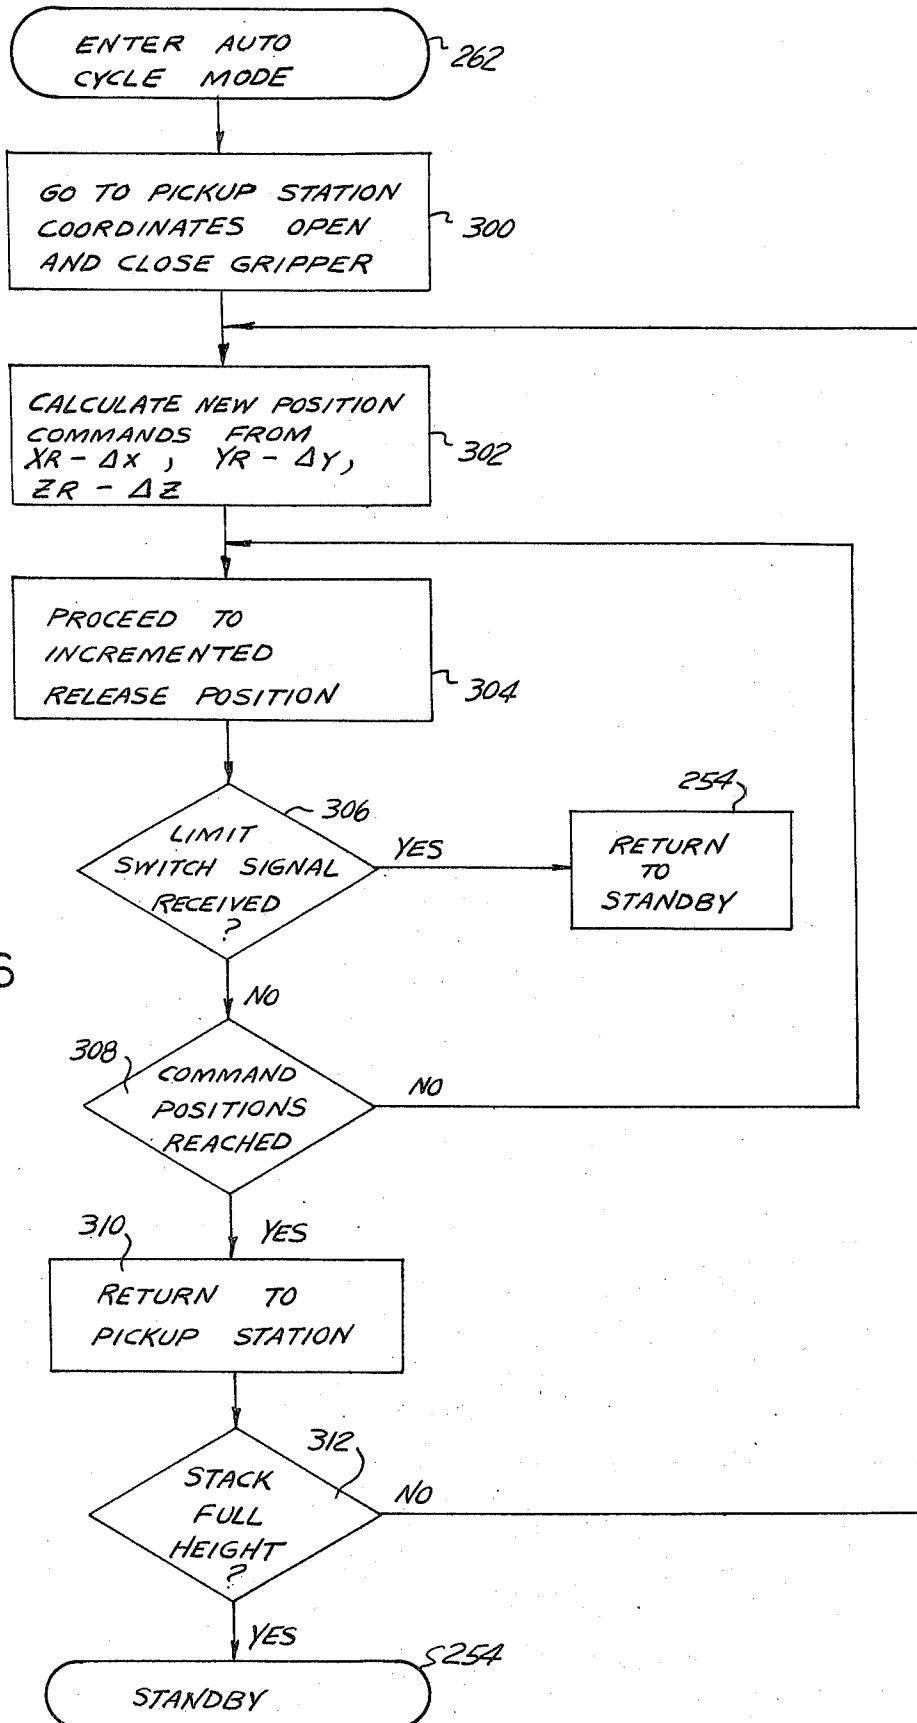 ENTER AUTO
CYCLE MODE
262
GO TO PICKUP STATION
COORDINATES OPEN
AND CLOSE GRIPPER
300
CALCULATE NEW POSITION
COMMANDS FROM
XR - ΔX , YR - ΔY,
ZR - ΔZ
302
PROCEED TO
INCREMENTED
RELEASE POSITION
304
306
LIMIT
SWITCH SIGNAL
RECEIVED
?
YES
254
RETURN
TO
STANDBY
6
NO
308
COMMAND
POSITIONS
REACHED
NO
YES
310
RETURN TO
PICKUP STATION
312
STACK
FULL
HEIGHT
?
NO
YES
254
STANDBY